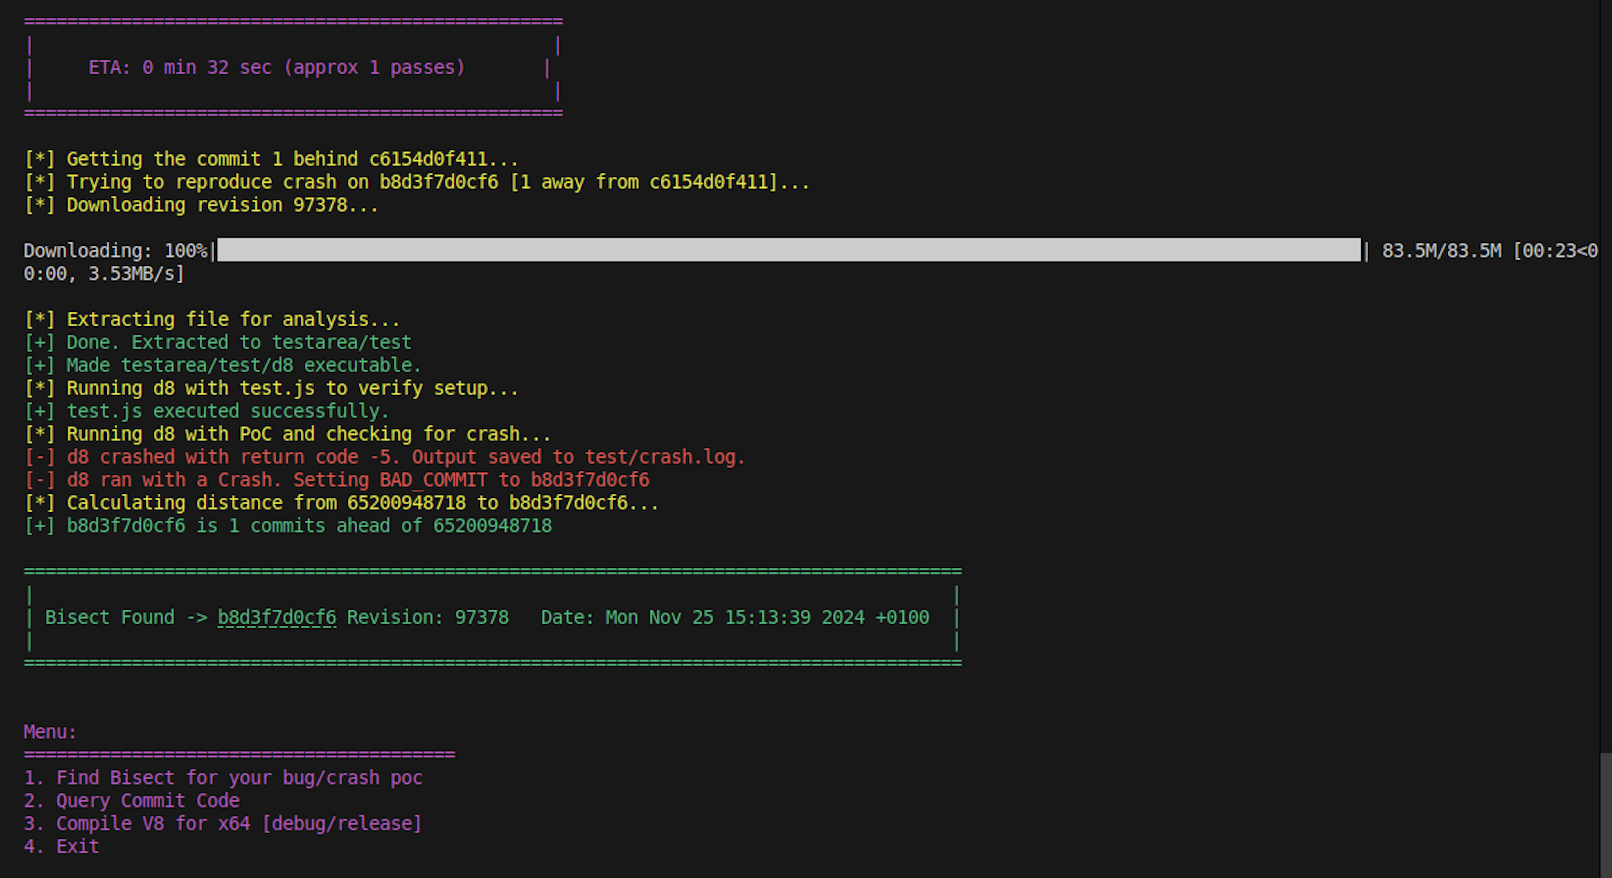 ==================================================
|                                                |
|     ETA: 0 min 32 sec (approx 1 passes)       |
|                                                |
==================================================
[*] Getting the commit 1 behind c6154d0f411...
[*] Trying to reproduce crash on b8d3f7d0cf6 [1 away from c6154d0f411]...
[*] Downloading revision 97378...
Downloading: 100%| | 83.5M/83.5M [00:23<0
0:00, 3.53MB/s]
[*] Extracting file for analysis...
[+] Done. Extracted to testarea/test
[+] Made testarea/test/d8 executable.
[*] Running d8 with test.js to verify setup...
[+] test.js executed successfully.
[*] Running d8 with PoC and checking for crash...
[-] d8 crashed with return code -5. Output saved to test/crash.log.
[-] d8 ran with a Crash. Setting BAD_COMMIT to b8d3f7d0cf6
[*] Calculating distance from 65200948718 to b8d3f7d0cf6...
[+] b8d3f7d0cf6 is 1 commits ahead of 65200948718
=======================================================================================
|                                                                                     |
| Bisect Found -> b8d3f7d0cf6 Revision: 97378   Date: Mon Nov 25 15:13:39 2024 +0100  |
|                                                                                     |
=======================================================================================
Menu:
========================================
1. Find Bisect for your bug/crash poc
2. Query Commit Code
3. Compile V8 for x64 [debug/release]
4. Exit